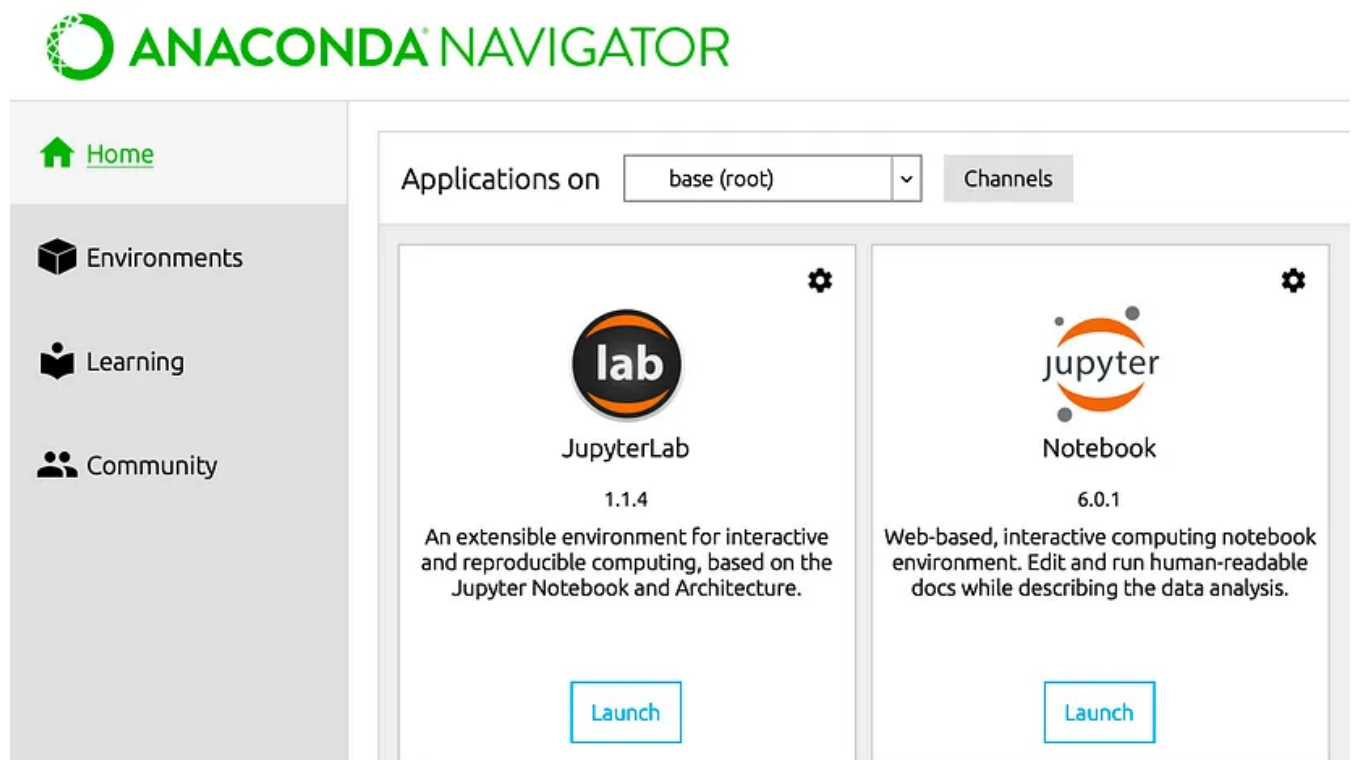 ANACONDA NAVIGATOR
Home
Environments
Learning
Community
Applications on base (root) Channels
lab
JupyterLab
1.1.4
An extensible environment for interactive
and reproducible computing, based on the
Jupyter Notebook and Architecture.
Launch
jupyter
Notebook
6.0.1
Web-based, interactive computing notebook
environment. Edit and run human-readable
docs while describing the data analysis.
Launch